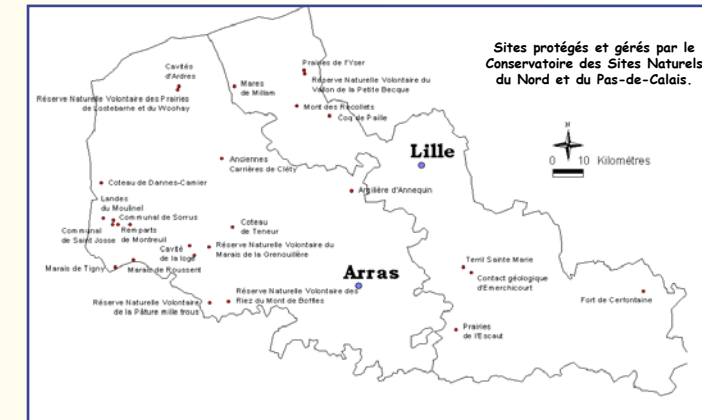 Sites protégés et gérés par le
Conservatoire des Sites Naturels
du Nord et du Pas-de-Calais.
N
0 10 Kilomètres
Prairies de l'Yser
Réserve Naturelle Volontaire du
Vallon de la Petite Becque
Cavités
d'Ardres
Réserve Naturelle Volontaire des Prairies
de Lostebarne et du Woohay
Mares
de Millam
Mont des Recollets
Coq de Paille
Lille
Anciennes
Carrières de Cléty
Coteau de Dannes-Camier
Argilière d'Annequin
Landes
du Moulinel
Communal de Sorrus
Communal
de Saint Josse
Remparts
de Montreuil
Coteau
de Teneur
Cavité
de la loge
Réserve Naturelle Volontaire du
Marais de la Grenouillère
Marais de Tigny
Marais de Roussent
Arras
Terril Sainte Marie
Contact géologique
d'Emerchicourt
Fort de Cerfontaine
Réserve Naturelle Volontaire
de la Pâture mille trous
Réserve Naturelle Volontaire des
Riez du Mont de Boffles
Prairies
de l'Escaut